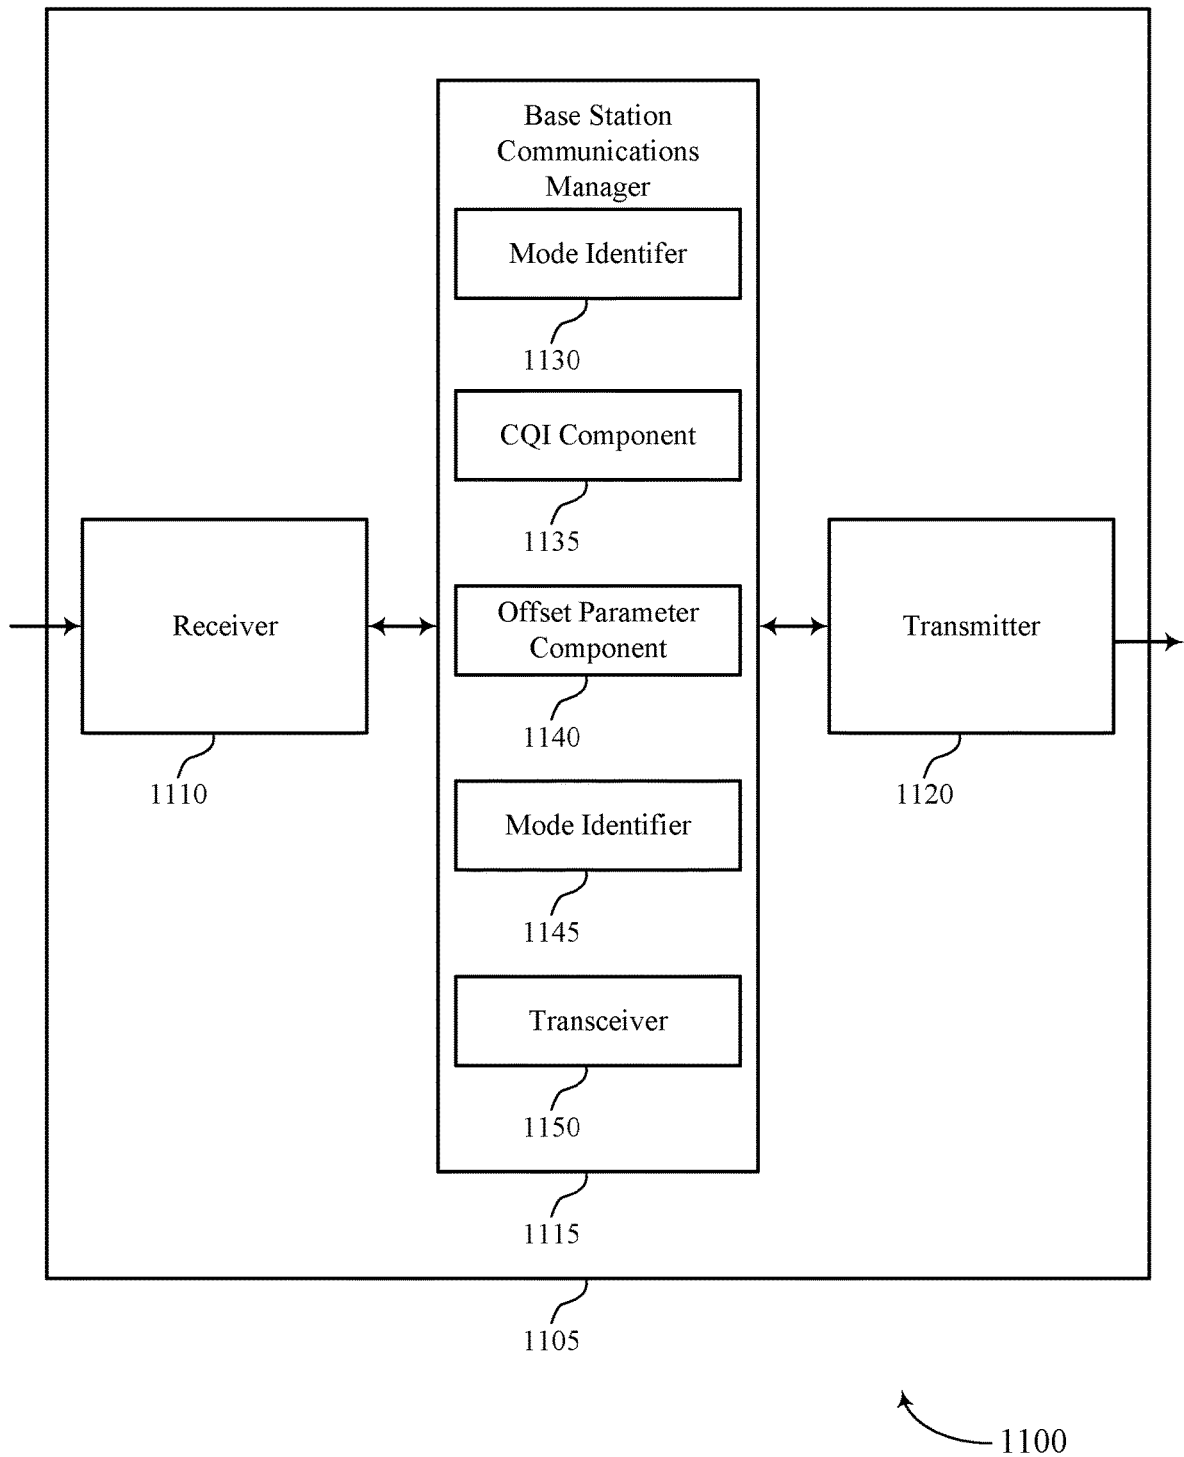 Base Station
Communications
Manager
Mode Identifer
1130
CQI Component
1135
Receiver
1110
Offset Parameter
Component
1140
Transmitter
1120
Mode Identifier
1145
Transceiver
1150
1115
1105
1100